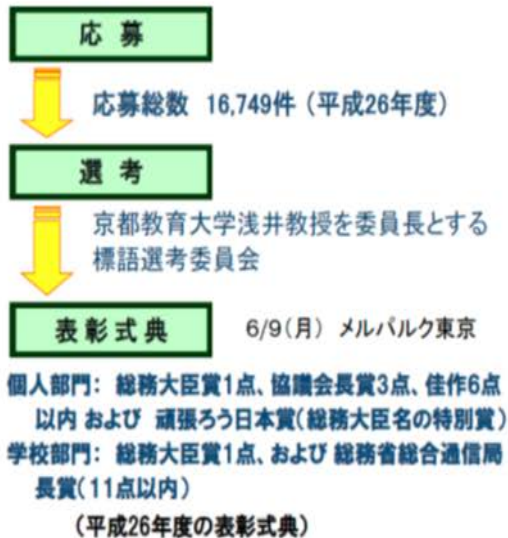 応 募
応募総数 16,749件 (平成26年度)
選 考
京都教育大学浅井教授を委員長とする
標語選考委員会
表 彰 式 典
6/9(月) メルパルク東京
個人部門: 総務大臣賞1点、協議会長賞3点、佳作6点
以内 および 頑張ろう日本賞(総務大臣名の特別賞)
学校部門: 総務大臣賞1点、および 総務省総合通信局
長賞(11点以内)
(平成26年度の表彰式典)